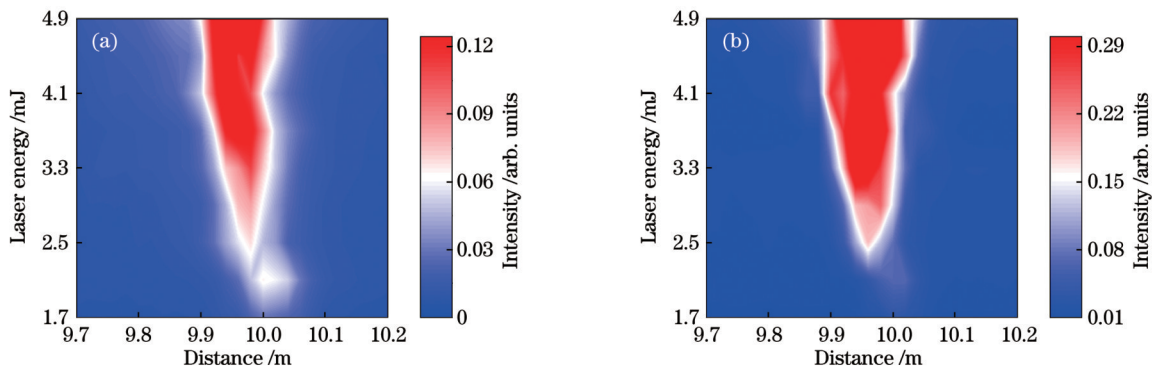 (a)
Laser energy /mJ
4.9
4.1
3.3
2.5
1.7
9.7 9.8 9.9 10.0 10.1 10.2
Distance /m
0.12
0.09
0.06
0.03
0
Intensity /arb. units
(b)
Laser energy /mJ
4.9
4.1
3.3
2.5
1.7
9.7 9.8 9.9 10.0 10.1 10.2
Distance /m
0.29
0.22
0.15
0.08
0.01
Intensity /arb. units